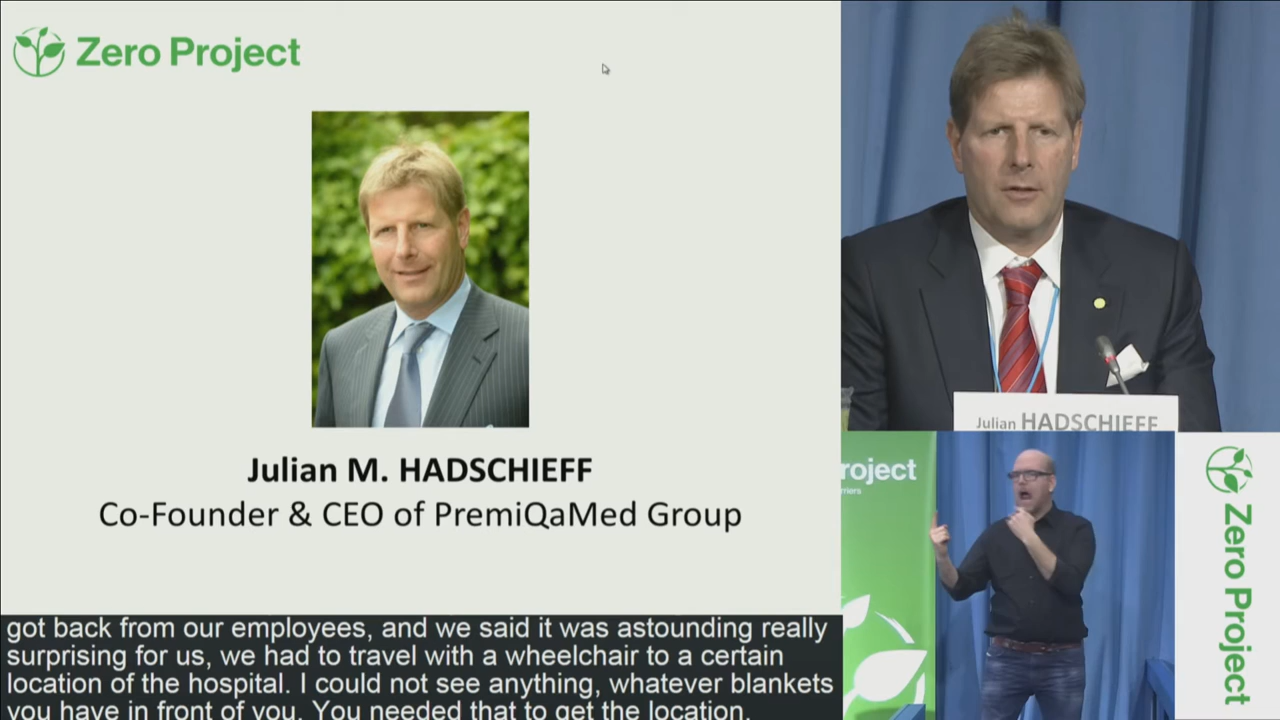 Zero Project
Julian M. HADSCHIEFF
Co-Founder & CEO of PremiQaMed Group
got back from our employees, and we said it was astounding really
surprising for us, we had to travel with a wheelchair to a certain
location of the hospital. I could not see anything, whatever blankets
you have in front of you. You needed that to get the location.
Julian HADSCHIEFF
roject
rriers
Zero Project